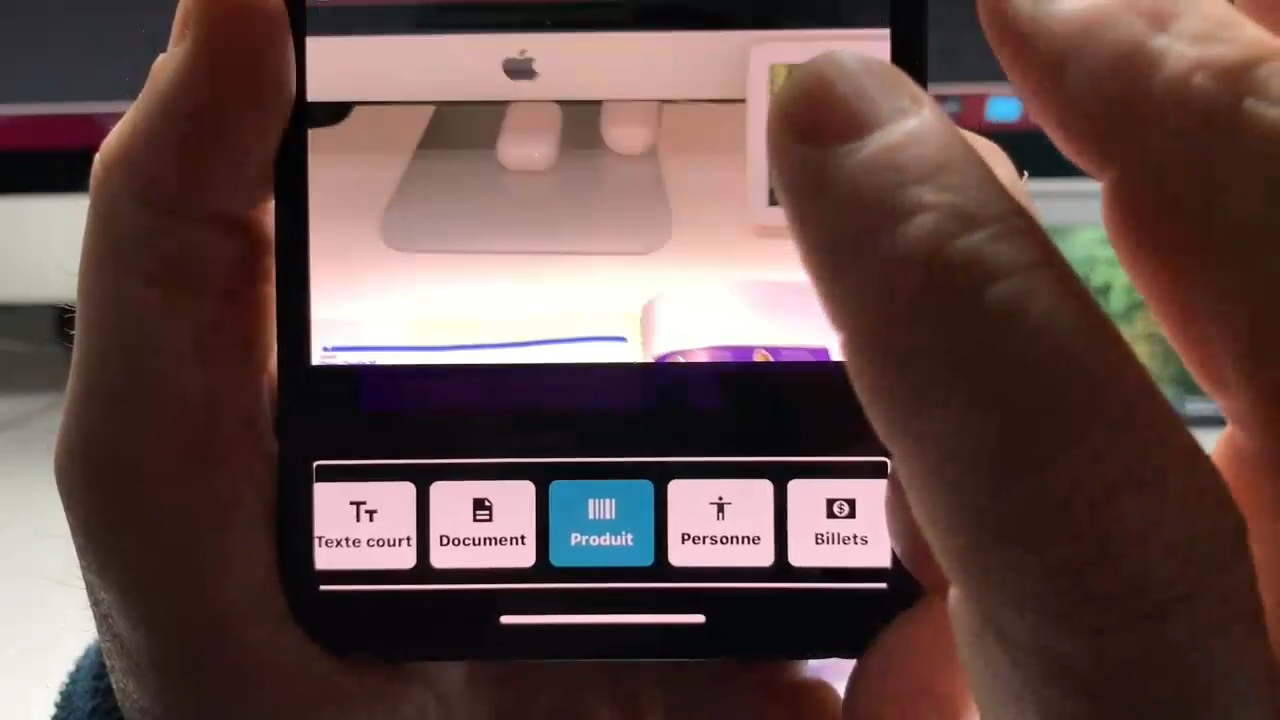 Texte court
Document
Produit
Personne
Billets